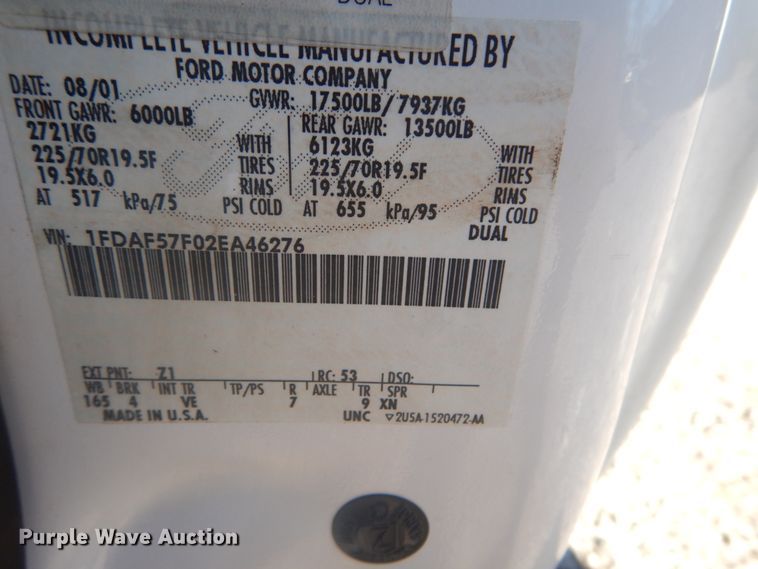 DUAL
INCOMPLETE VEHICLE MANUFACTURED BY
FORD MOTOR COMPANY
DATE: 08/01 GVWR: 17500LB/7937KG
FRONT GAWR: 6000LB REAR GAWR: 13500LB
2721KG WITH 6123KG WITH
225/70R19.5F TIRES 225/70R19.5F TIRES
19.5X6.0 RIMS 19.5X6.0 RIMS
AT 517 kPa/75 PSI COLD AT 655 kPa/95 PSI COLD
DUAL
VIN: 1FDAF57F02EA46276
EXT PNT: Z1 RC: 53 DSO:
WB BRK INT TR TP/PS R AXLE TR SPR
165 4 VE 7 9 XN
MADE IN U.S.A. UNC ▽2U5A-1520472-AA
Purple Wave Auction